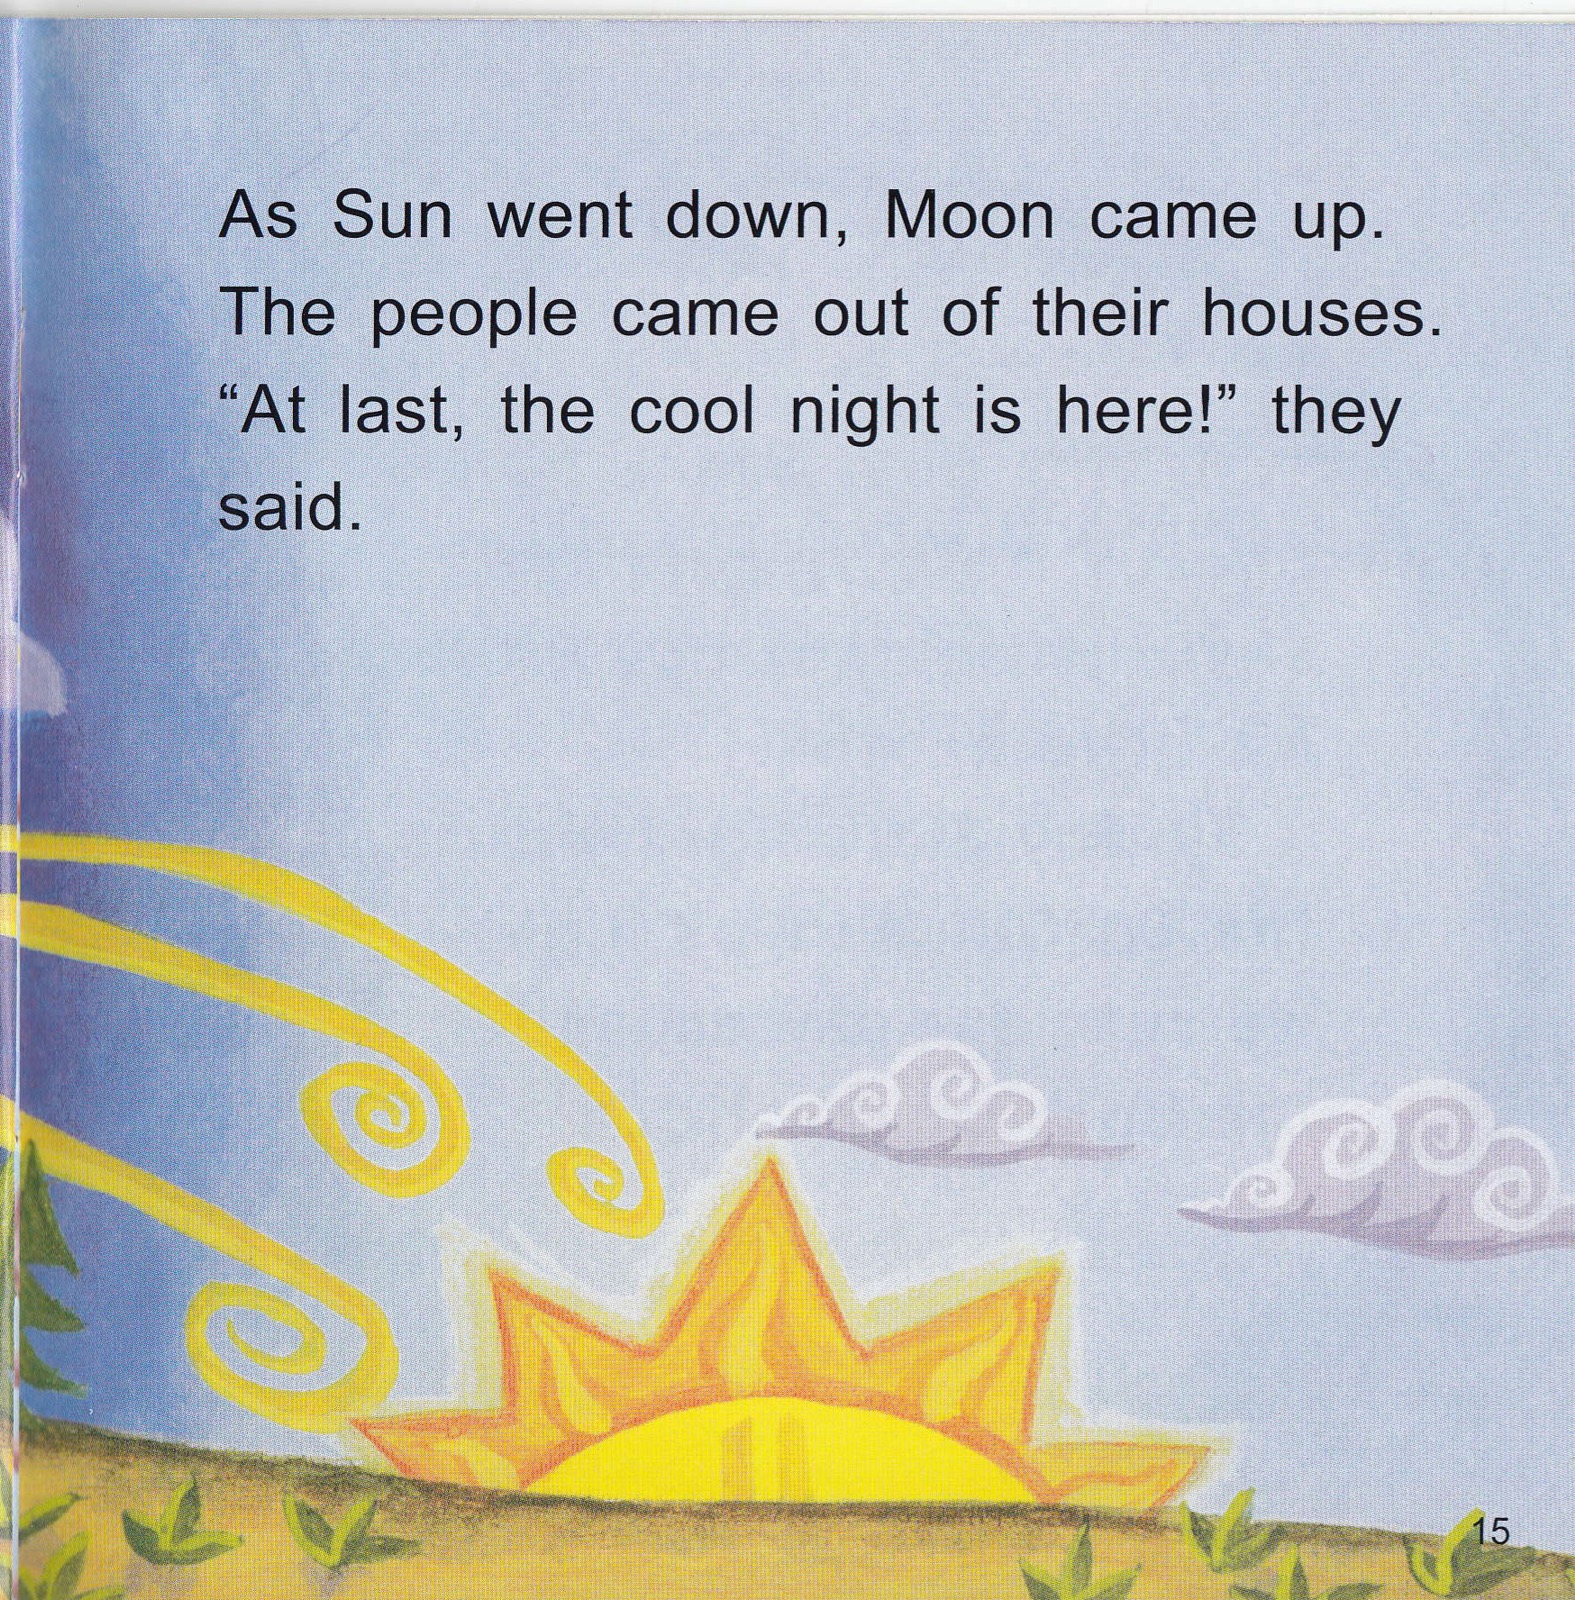 As Sun went down, Moon came up.
The people came out of their houses.
“At last, the cool night is here!” they
said.
15